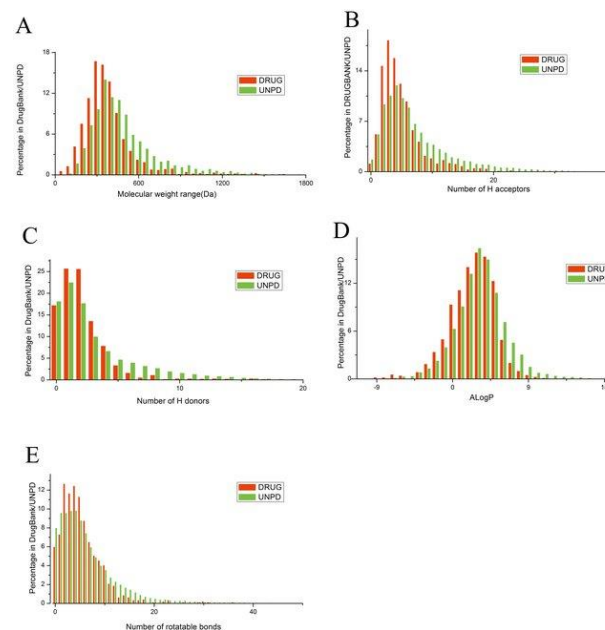 A
Percentage in DrugBank/UNPD
18
12
6
0
0
600
1200
1800
Molecular weight range(Da)
DRUG
UNPD
B
Percentage in DRUGBANK/UNPD
14
7
0
0
20
Number of H acceptors
DRUG
UNPD
C
Percentage in DrugBank/UNPD
25
20
15
10
5
0
0
10
20
Number of H donors
DRUG
UNPD
D
Percentage in DrugBank/UNPD
12
6
0
-9
0
9
ALogP
DRU
UNP
E
Percentage in DrugBank/UNPD
12
10
8
6
4
2
0
0
20
40
Number of rotatable bonds
DRUG
UNPD